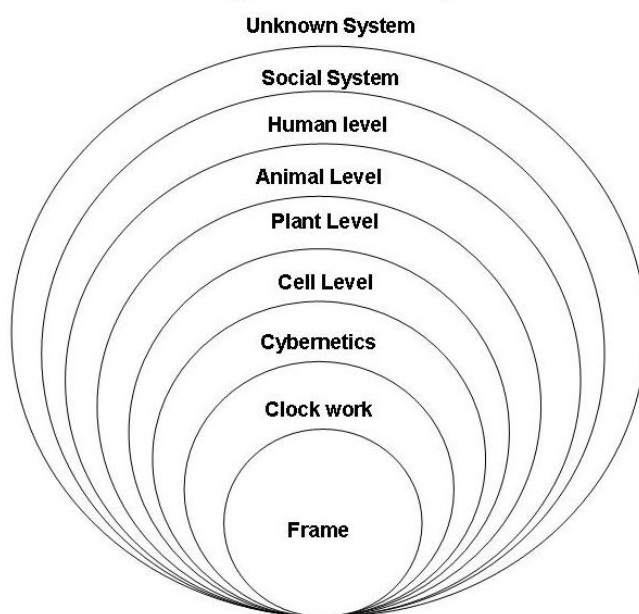 Unknown System
Social System
Human level
Animal Level
Plant Level
Cell Level
Cybernetics
Clock work
Frame